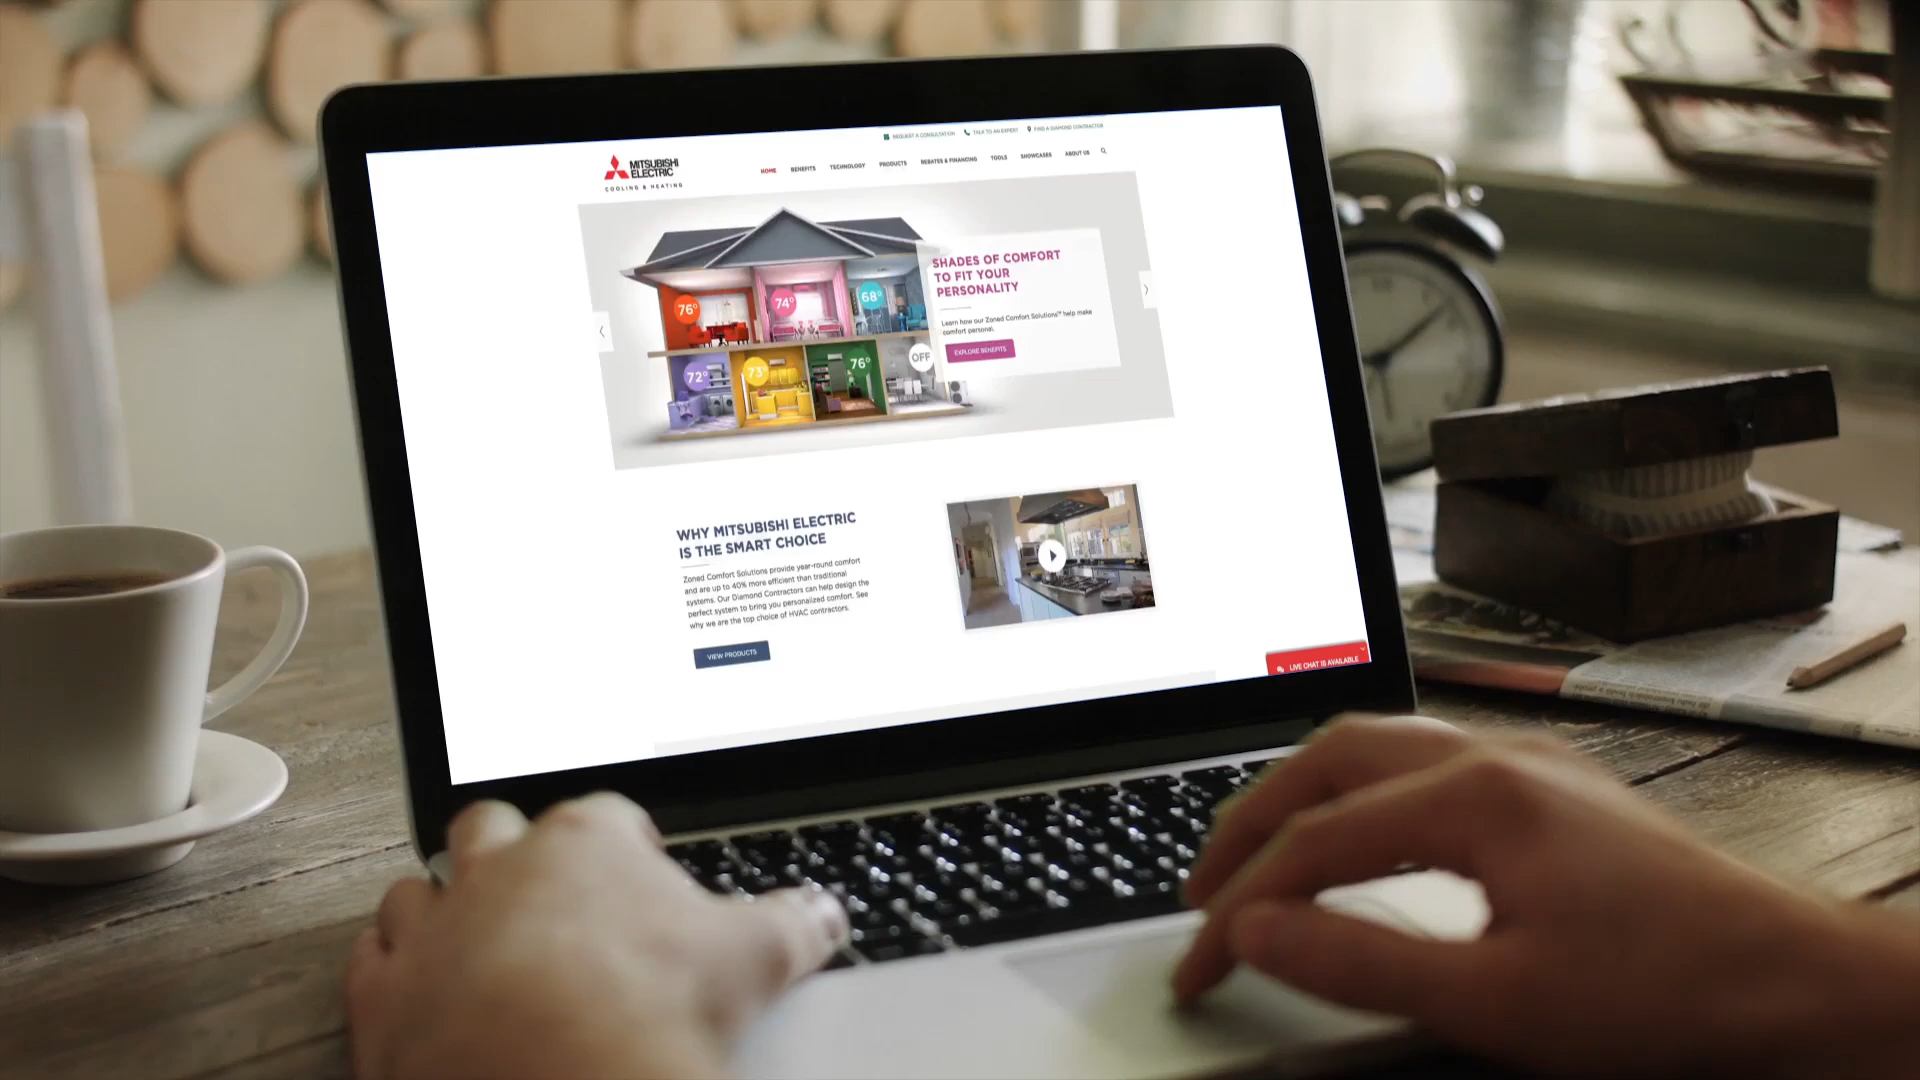 REQUEST A CONSULTATION TALK TO AN EXPERT FIND A DIAMOND CONTRACTOR
MITSUBISHI
ELECTRIC
COOLING & HEATING
HOME BENEFITS TECHNOLOGY PRODUCTS REBATES & FINANCING TOOLS SHOWCASES ABOUT US
SHADES OF COMFORT
TO FIT YOUR
PERSONALITY
Learn how our Zoned Comfort Solutions™ help make
comfort personal.
EXPLORE BENEFITS
76° 74° 68°
72° 73° 76° OFF
WHY MITSUBISHI ELECTRIC
IS THE SMART CHOICE
Zoned Comfort Solutions provide year-round comfort
and are up to 40% more efficient than traditional
systems. Our Diamond Contractors can help design the
perfect system to bring you personalized comfort. See
why we are the top choice of HVAC contractors.
VIEW PRODUCTS
LIVE CHAT IS AVAILABLE